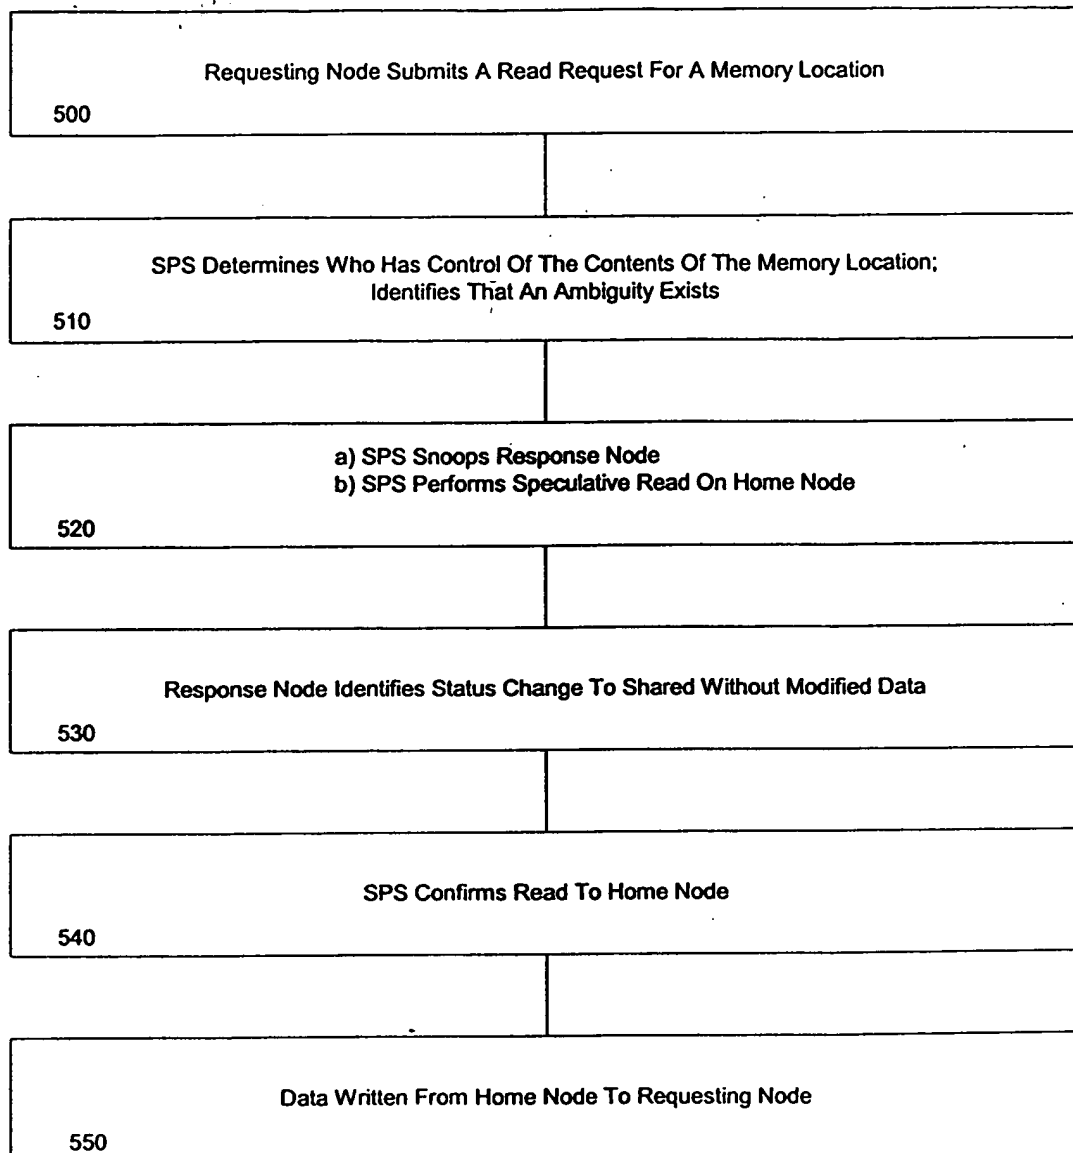 Requesting Node Submits A Read Request For A Memory Location
500
SPS Determines Who Has Control Of The Contents Of The Memory Location;
Identifies That An Ambiguity Exists
510
a) SPS Snoops Response Node
b) SPS Performs Speculative Read On Home Node
520
Response Node Identifies Status Change To Shared Without Modified Data
530
SPS Confirms Read To Home Node
540
Data Written From Home Node To Requesting Node
550